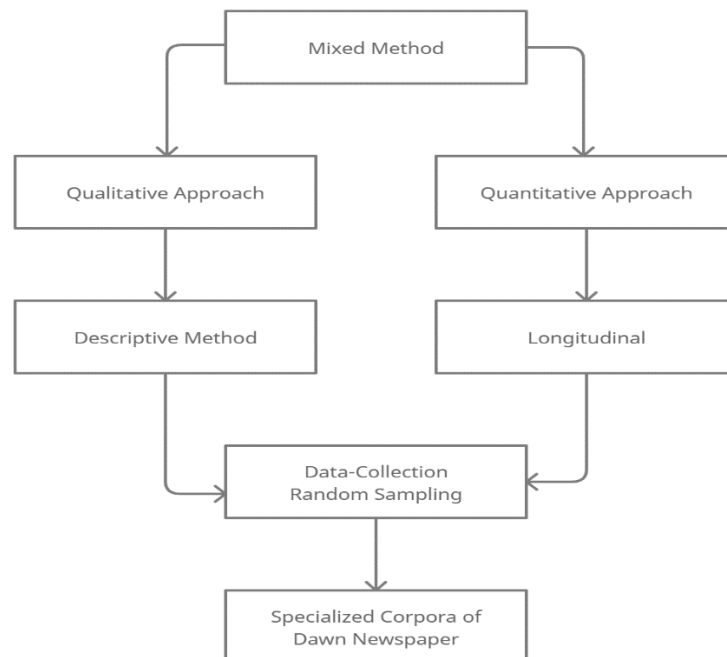 Mixed Method
Qualitative Approach
Quantitative Approach
Descriptive Method
Longitudinal
Data-Collection
Random Sampling
Specialized Corpora of
Dawn Newspaper